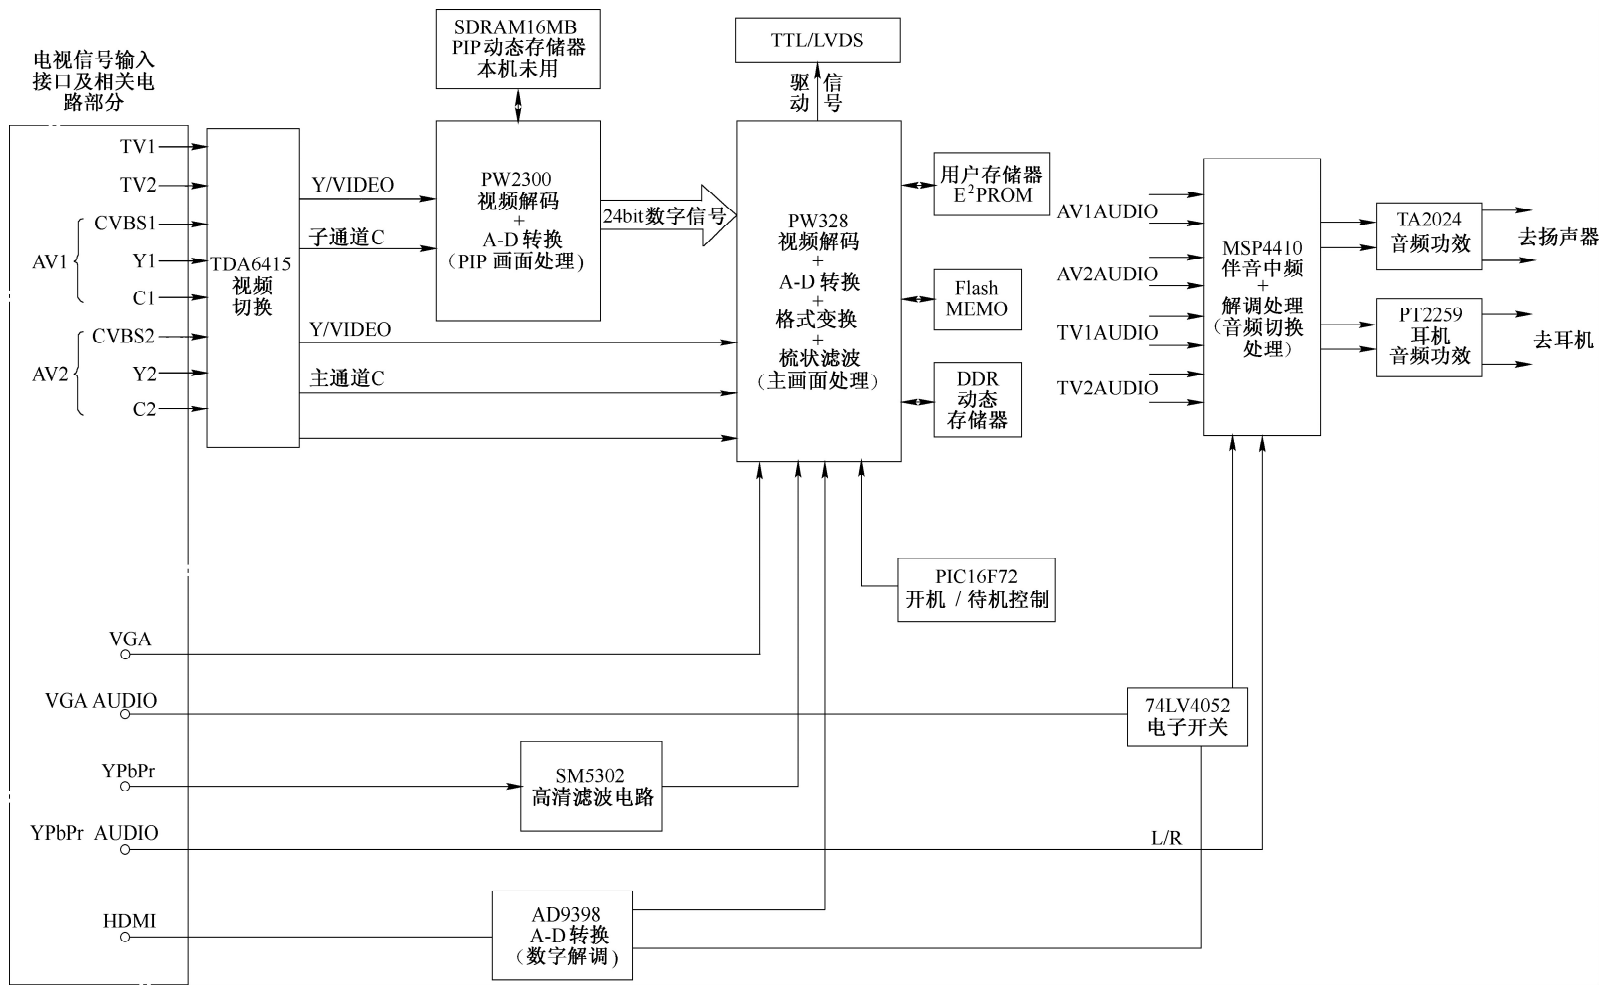 电视信号输入
接口及相关电
路部分
TV1
TV2
CVBS1
AV1
Y1
C1
CVBS2
AV2
Y2
C2
TDA6415
视频
切换
Y/VIDEO
子通道C
Y/VIDEO
主通道C
SDRAM16MB
PIP动态存储器
本机未用
PW2300
视频解码
+
A-D转换
(PIP 画面处理)
24bit数字信号
TTL/LVDS
驱动
信号
PW328
视频解码
+
A-D转换
+
格式变换
+
梳状滤波
(主画面处理)
用户存储器
E²PROM
Flash
MEMO
DDR
动态
存储器
AV1AUDIO
AV2AUDIO
TV1AUDIO
TV2AUDIO
MSP4410
伴音中频
+
解调处理
(音频切换
处理)
TA2024
音频功效
去扬声器
PT2259
耳机
音频功效
去耳机
PIC16F72
开机 / 待机控制
VGA
VGA AUDIO
74LV4052
电子开关
YPbPr
SM5302
高清滤波电路
YPbPr AUDIO
L/R
HDMI
AD9398
A-D转换
(数字解调)